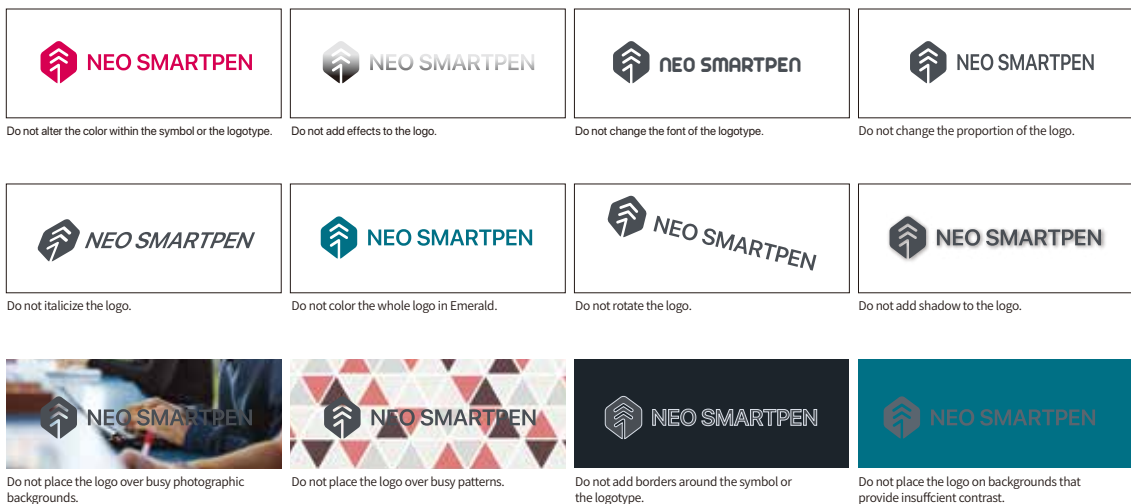 NEO SMARTPEN
NEO SMARTPEN
NEO SMARTPEN
NEO SMARTPEN
Do not alter the color within the symbol or the logotype.
Do not add effects to the logo.
Do not change the font of the logotype.
Do not change the proportion of the logo.
NEO SMARTPEN
NEO SMARTPEN
NEO SMARTPEN
NEO SMARTPEN
Do not italicize the logo.
Do not color the whole logo in Emerald.
Do not rotate the logo.
Do not add shadow to the logo.
NEO SMARTPEN
NEO SMARTPEN
NEO SMARTPEN
NEO SMARTPEN
Do not place the logo over busy photographic
backgrounds.
Do not place the logo over busy patterns.
Do not add borders around the symbol or
the logotype.
Do not place the logo on backgrounds that
provide insuffcient contrast.